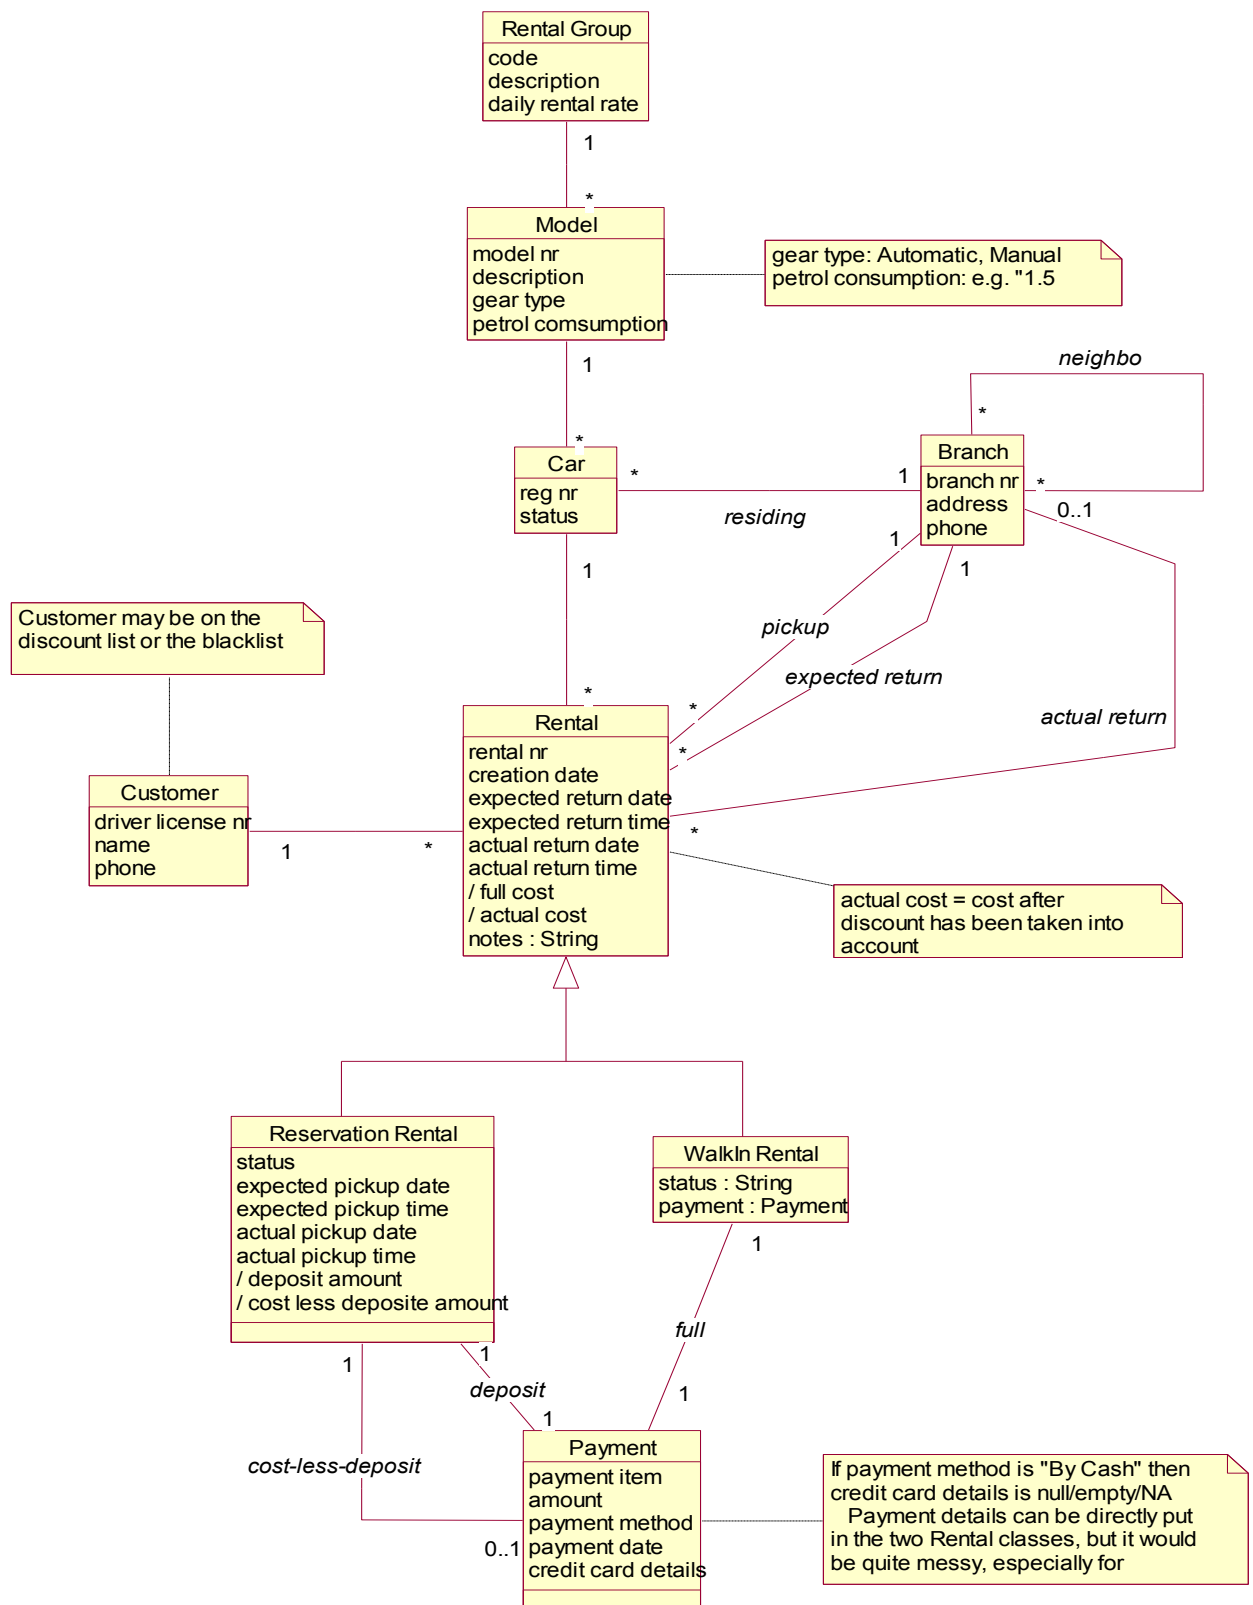 Rental Group
code
description
daily rental rate
1
*
Model
model nr
description
gear type
petrol comsumption
gear type: Automatic, Manual
petrol consumption: e.g. "1.5
1
*
neighbo
*
Car
reg nr
status
*
1
residing
Branch
branch nr
address
phone
*
0..1
1
1
1
pickup
expected return
actual return
Customer may be on the
discount list or the blacklist
*
*
*
*
Rental
rental nr
creation date
expected return date
expected return time
actual return date
actual return time
/ full cost
/ actual cost
notes : String
Customer
driver license nr
name
phone
1
*
actual cost = cost after
discount has been taken into
account
Reservation Rental
status
expected pickup date
expected pickup time
actual pickup date
actual pickup time
/ deposit amount
/ cost less deposite amount
WalkIn Rental
status : String
payment : Payment
1
1
1
full
deposit
1
1
cost-less-deposit
0..1
Payment
payment item
amount
payment method
payment date
credit card details
If payment method is "By Cash" then
credit card details is null/empty/NA
Payment details can be directly put
in the two Rental classes, but it would
be quite messy, especially for